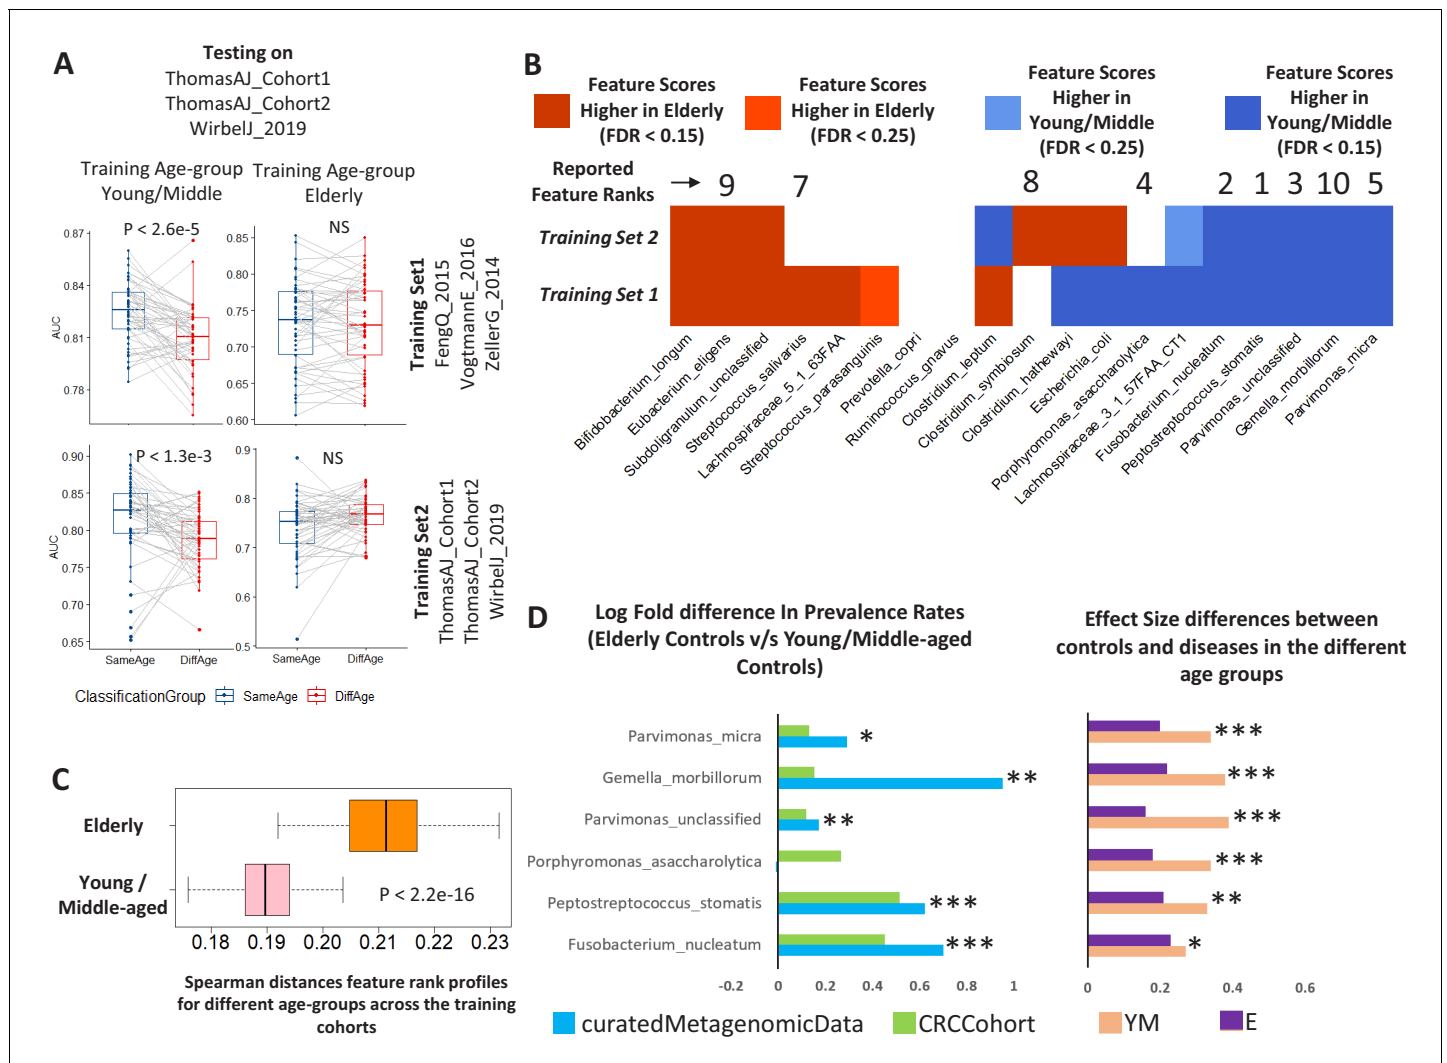 A
Testing on
ThomasAJ_Cohort1
ThomasAJ_Cohort2
WirbelJ_2019
Training Age-group
Young/Middle
Training Age-group
Elderly
P < 2.6e-5
NS
0.87
0.84
0.81
0.78
AUC
0.85
0.80
0.75
0.70
0.65
0.60
Training Set1
FengQ_2015
VogtmannE_2016
ZellerG_2014
P < 1.3e-3
NS
0.90
0.85
0.80
0.75
0.70
0.65
AUC
0.9
0.8
0.7
0.6
0.5
SameAge
DiffAge
SameAge
DiffAge
Training Set2
ThomasAJ_Cohort1
ThomasAJ_Cohort2
WirbelJ_2019
ClassificationGroup SameAge DiffAge
B
Feature Scores
Higher in Elderly
(FDR < 0.15)
Feature Scores
Higher in Elderly
(FDR < 0.25)
Feature Scores
Higher in
Young/Middle
(FDR < 0.25)
Feature Scores
Higher in
Young/Middle
(FDR < 0.15)
Reported
Feature Ranks
9 7 8 4 2 1 3 10 5
Training Set 2
Training Set 1
Bifidobacterium_longum
Eubacterium_eligens
Subdoligranulum_unclassified
Streptococcus_salivarius
Lachnospiraceae_5_1_63FAA
Streptococcus_parasanguinis
Prevotella_copri
Ruminococcus_gnavus
Clostridium_leptum
Clostridium_symbiosum
Clostridium_hathewayi
Escherichia_coli
Porphyromonas_asaccharolytica
Lachnospiraceae_3_1_57FAA_CT1
Fusobacterium_nucleatum
Peptostreptococcus_stomatis
Parvimonas_unclassified
Gemella_morbillorum
Parvimonas_micra
C
Elderly
Young /
Middle-aged
P < 2.2e-16
0.18 0.19 0.20 0.21 0.22 0.23
Spearman distances feature rank profiles
for different age-groups across the training
cohorts
D
Log Fold difference In Prevalence Rates
(Elderly Controls v/s Young/Middle-aged
Controls)
Parvimonas_micra
*
Gemella_morbillorum
**
Parvimonas_unclassified
**
Porphyromonas_asaccharolytica
Peptostreptococcus_stomatis
***
Fusobacterium_nucleatum
***
-0.2 0 0.2 0.4 0.6 0.8 1
curatedMetagenomicData CRCCohort
Effect Size differences between
controls and diseases in the different
age groups
***
***
***
***
**
*
0 0.2 0.4 0.6
YM E